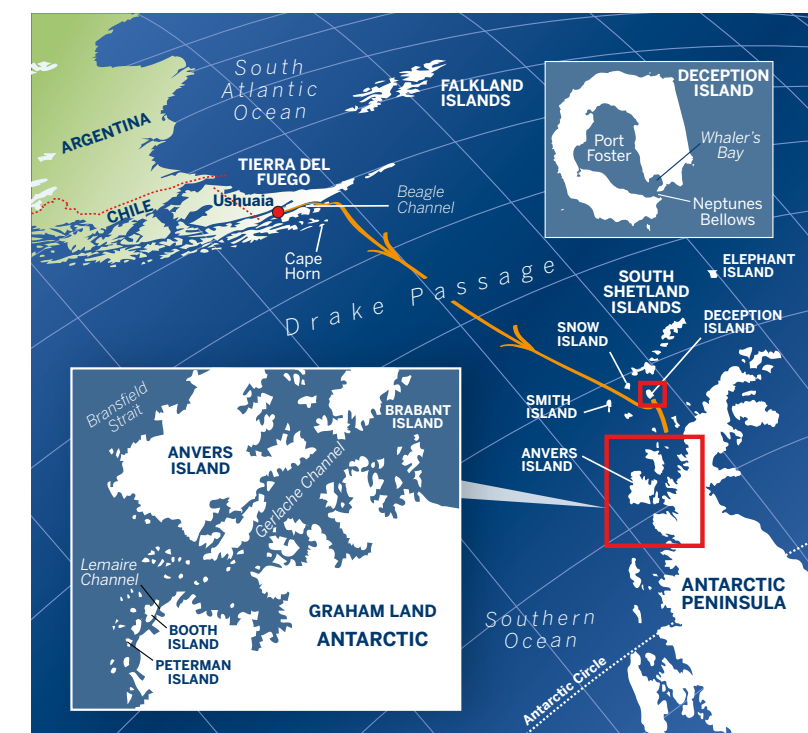 South
Atlantic
Ocean
FALKLAND
ISLANDS
ARGENTINA
CHILE
TIERRA DEL
FUEGO
Ushuaia
Beagle
Channel
Cape
Horn
Drake Passage
DECEPTION
ISLAND
Port
Foster
Whaler's
Bay
Neptunes
Bellows
ELEPHANT
ISLAND
SOUTH
SHETLAND
ISLANDS
DECEPTION
ISLAND
SNOW
ISLAND
SMITH
ISLAND
ANVERS
ISLAND
ANTARCTIC
PENINSULA
Southern
Ocean
Antarctic Circle
Bransfield
Strait
BRABANT
ISLAND
ANVERS
ISLAND
Gerlache Channel
Lemaire
Channel
BOOTH
ISLAND
PETERMAN
ISLAND
GRAHAM LAND
ANTARCTIC